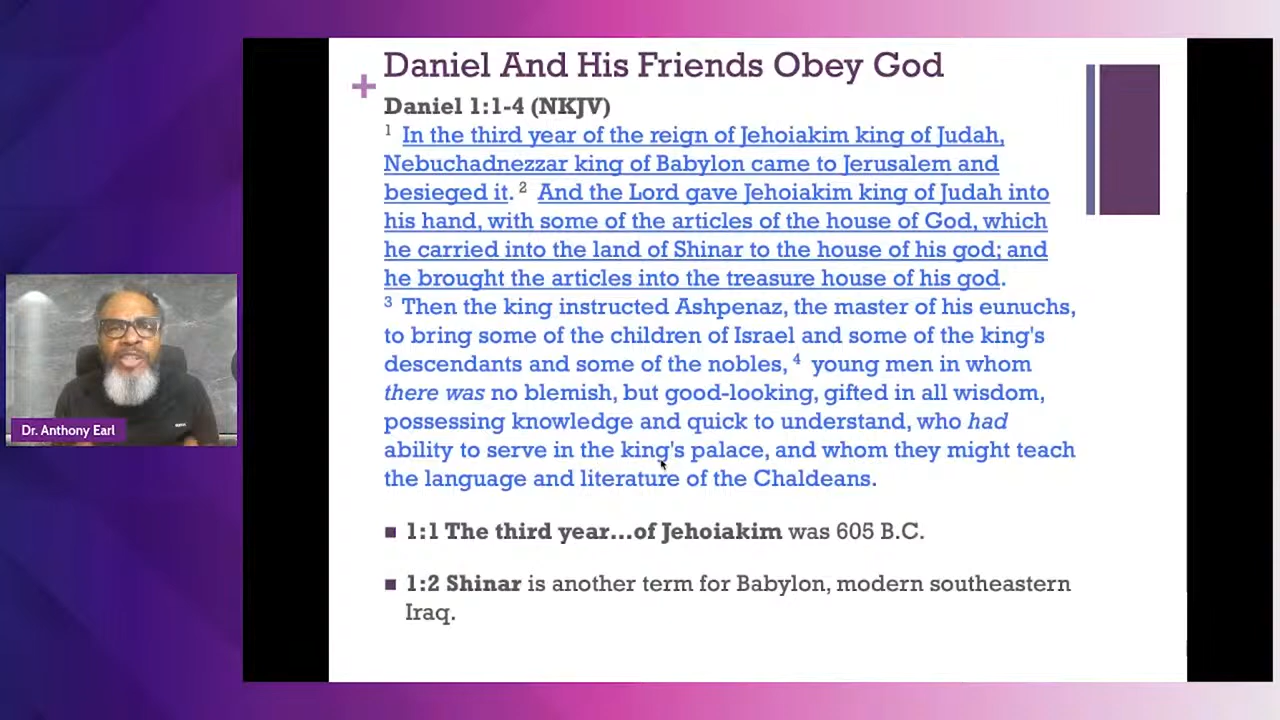 Daniel And His Friends Obey God
+
Daniel 1:1-4 (NKJV)
1 In the third year of the reign of Jehoiakim king of Judah,
Nebuchadnezzar king of Babylon came to Jerusalem and
besieged it. 2 And the Lord gave Jehoiakim king of Judah into
his hand, with some of the articles of the house of God, which
he carried into the land of Shinar to the house of his god; and
he brought the articles into the treasure house of his god.
3 Then the king instructed Ashpenaz, the master of his eunuchs,
to bring some of the children of Israel and some of the king's
descendants and some of the nobles, 4 young men in whom
there was no blemish, but good-looking, gifted in all wisdom,
possessing knowledge and quick to understand, who had
ability to serve in the king's palace, and whom they might teach
the language and literature of the Chaldeans.
■ 1:1 The third year...of Jehoiakim was 605 B.C.
■ 1:2 Shinar is another term for Babylon, modern southeastern
Iraq.
Dr. Anthony Earl